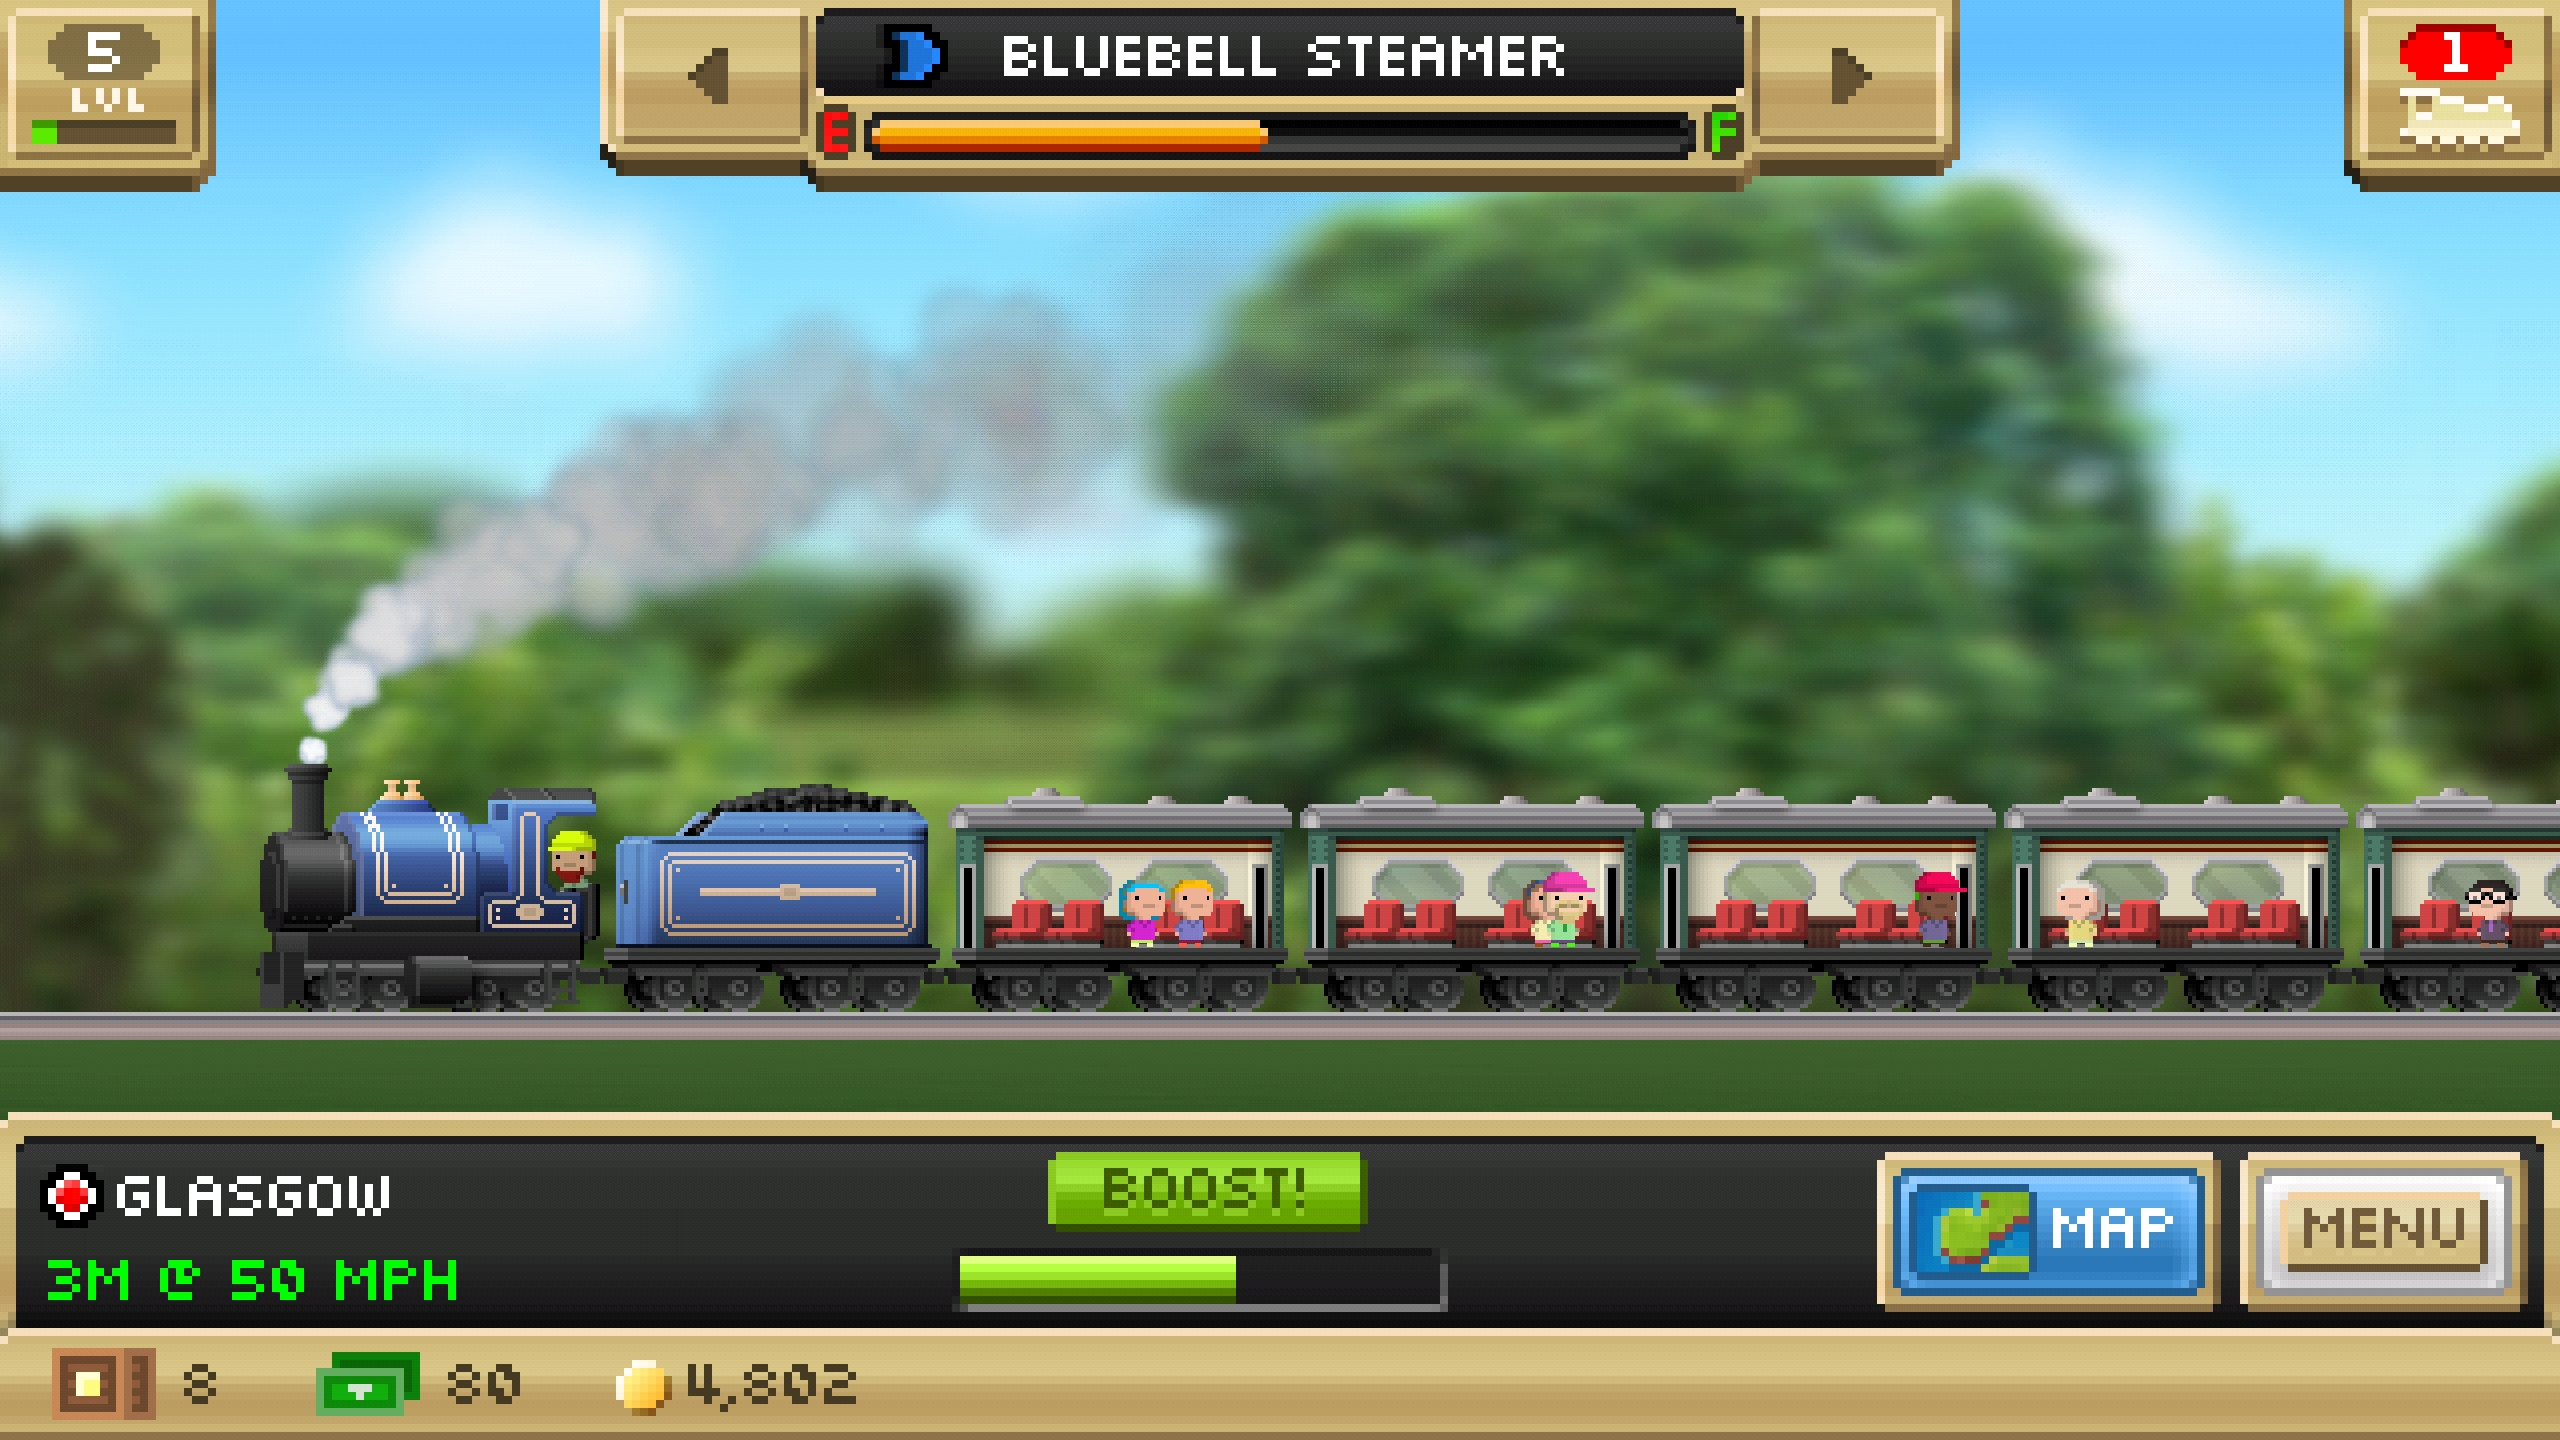 5
LVL
BLUEBELL STEAMER
E F
1
GLASGOW
3M @ 50 MPH
BOOST!
MAP
MENU
8 80 4,802